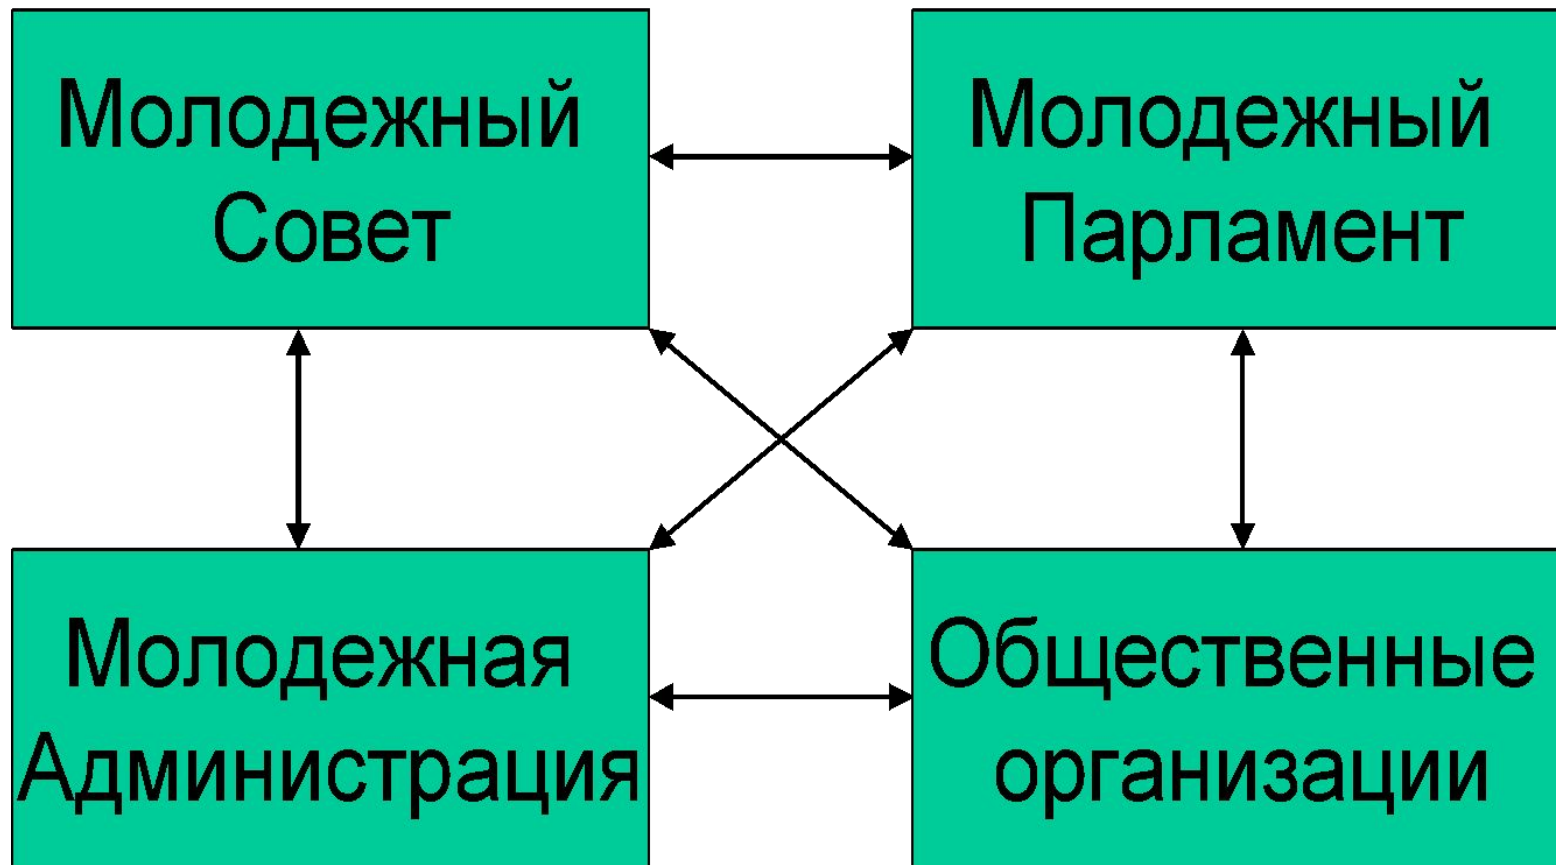 Молодежный
Совет
Молодежный
Парламент
Молодежная
Администрация
Общественные
организации